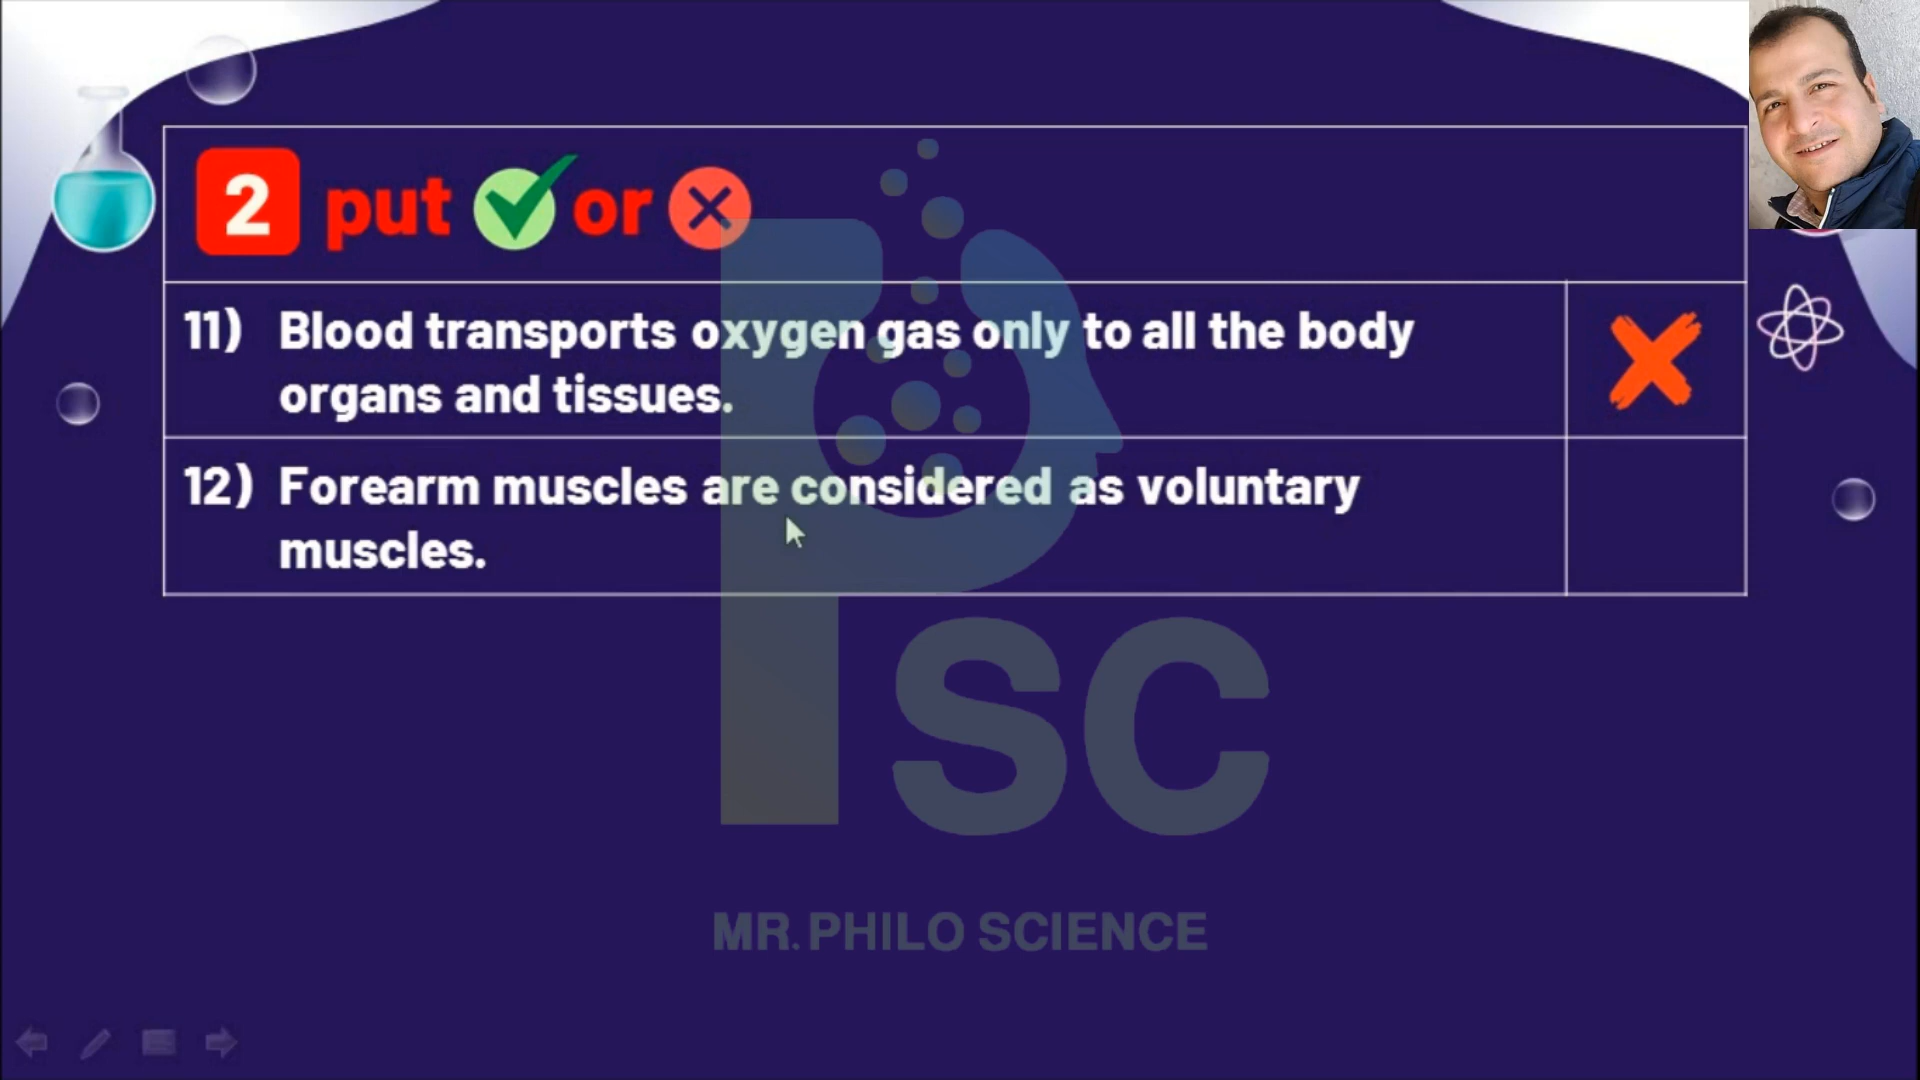 2 put or
11) Blood transports oxygen gas only to all the body
organs and tissues.
12) Forearm muscles are considered as voluntary
muscles.
Psc
MR. PHILO SCIENCE